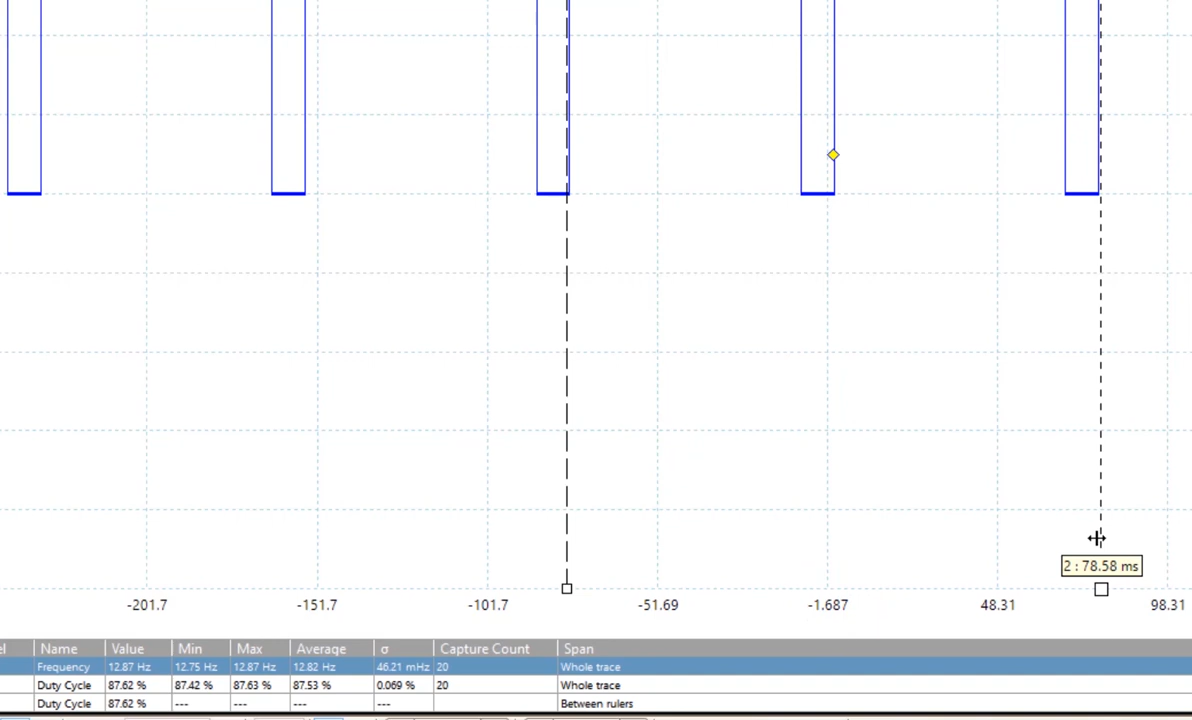 2 : 78.58 ms
-201.7 -151.7 -101.7 -51.69 -1.687 48.31 98.31
el Name Value Min Max Average σ Capture Count Span
Frequency 12.87 Hz 12.75 Hz 12.87 Hz 12.82 Hz 46.21 mHz 20 Whole trace
Duty Cycle 87.62 % 87.42 % 87.63 % 87.53 % 0.069 % 20 Whole trace
Duty Cycle 87.62 % --- --- --- --- Between rulers